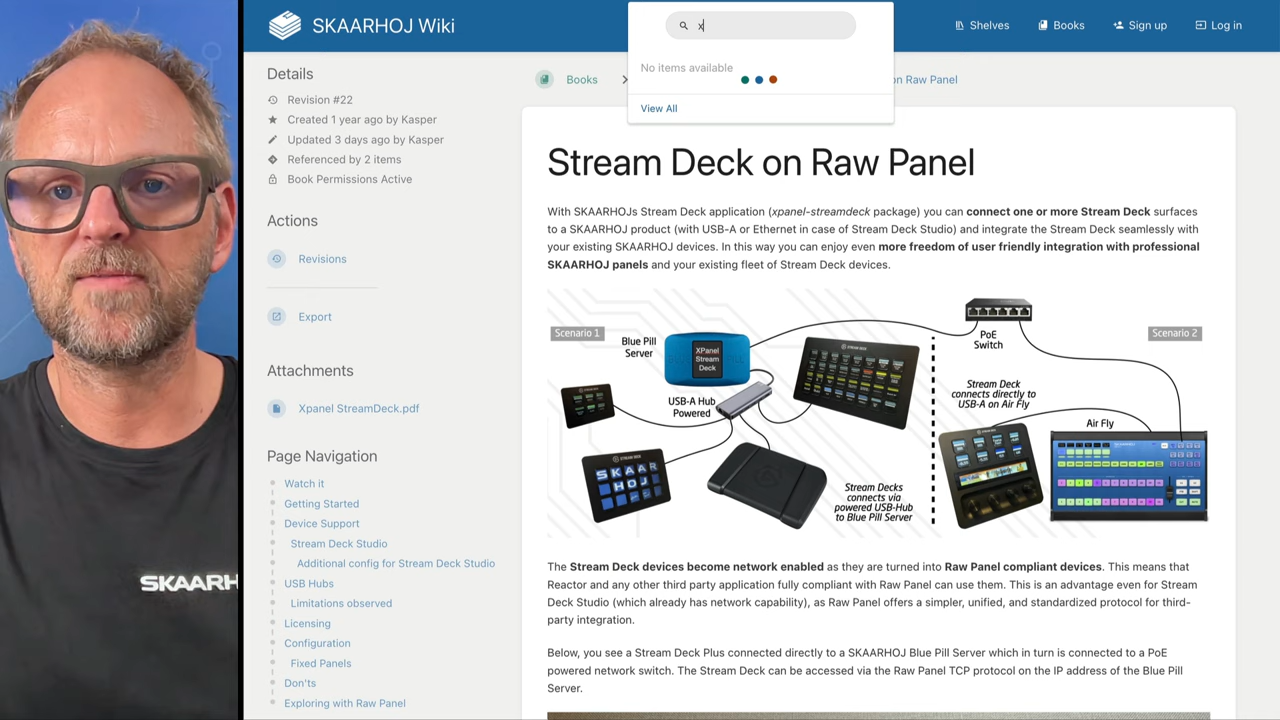 SKAARHOJ Wiki
x
Shelves
Books
Sign up
Log in
No items available
View All
Details
Revision #22
Created 1 year ago by Kasper
Updated 3 days ago by Kasper
Referenced by 2 items
Book Permissions Active
Actions
Revisions
Export
Attachments
Xpanel StreamDeck.pdf
Page Navigation
Watch it
Getting Started
Device Support
Stream Deck Studio
Additional config for Stream Deck Studio
USB Hubs
Limitations observed
Licensing
Configuration
Fixed Panels
Don'ts
Exploring with Raw Panel
SKAARH
Books
on Raw Panel
Stream Deck on Raw Panel
With SKAARHOJs Stream Deck application (xpanel-streamdeck package) you can connect one or more Stream Deck surfaces
to a SKAARHOJ product (with USB-A or Ethernet in case of Stream Deck Studio) and integrate the Stream Deck seamlessly with
your existing SKAARHOJ devices. In this way you can enjoy even more freedom of user friendly integration with professional
SKAARHOJ panels and your existing fleet of Stream Deck devices.
Scenario 1
Blue Pill
Server
XPanel
Stream
Deck
USB-A Hub
Powered
STREAM DECK
SKAAR
HOJ
Stream Decks
connects via
powered USB-Hub
to Blue Pill Server
PoE
Switch
Scenario 2
Stream Deck
connects directly to
USB-A on Air Fly
Air Fly
The Stream Deck devices become network enabled as they are turned into Raw Panel compliant devices. This means that
Reactor and any other third party application fully compliant with Raw Panel can use them. This is an advantage even for Stream
Deck Studio (which already has network capability), as Raw Panel offers a simpler, unified, and standardized protocol for third-
party integration.
Below, you see a Stream Deck Plus connected directly to a SKAARHOJ Blue Pill Server which in turn is connected to a PoE
powered network switch. The Stream Deck can be accessed via the Raw Panel TCP protocol on the IP address of the Blue Pill
Server.